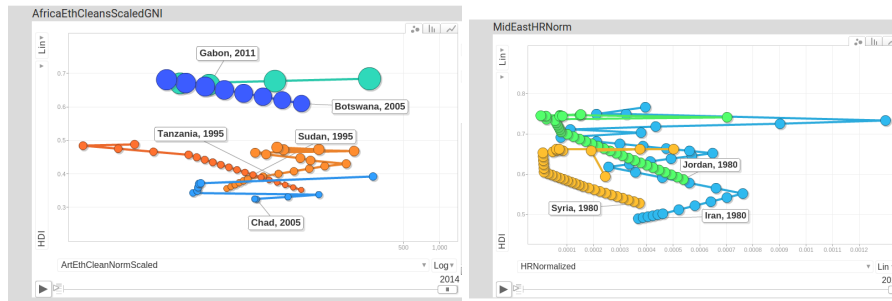 AfricaEthCleansScaledGNI
Lin
Gabon, 2011
0.7
0.6
Botswana, 2005
Tanzania, 1995
Sudan, 1995
0.5
0.4
0.3
Chad, 2005
HDI
500
1,000
ArtEthCleanNormScaled
Log
2014
MidEastHRNorm
Lin
0.8
0.7
0.6
Jordan, 1980
Syria, 1980
Iran, 1980
0.5
HDI
0.0001
0.0002
0.0003
0.0004
0.0005
0.0006
0.0007
0.0008
0.0009
0.0010
0.0011
0.0012
HRNormalized
Lin
20